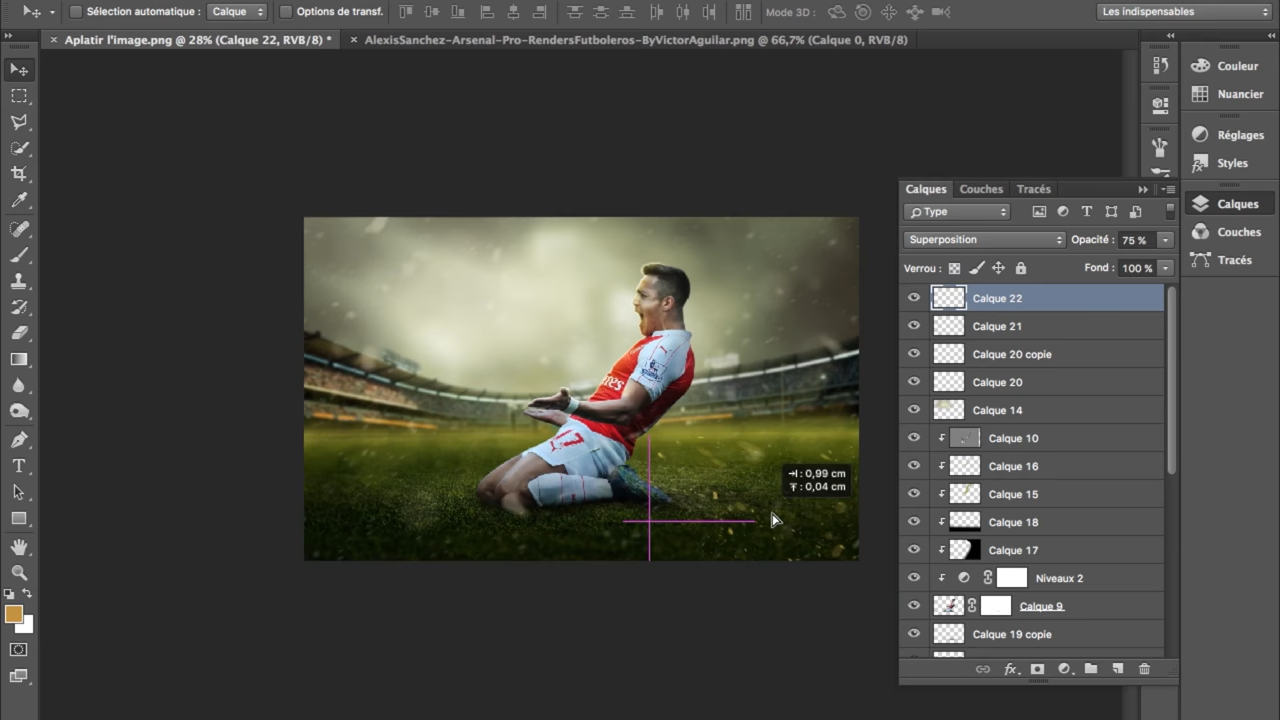 Sélection automatique : Calque Options de transf. Mode 3D : Les indispensables
Aplatir l'image.png @ 28% (Calque 22, RVB/8) * AlexisSanchez-Arsenal-Pro-RendersFutboleros-ByVictorAguilar.png @ 66,7% (Calque 0, RVB/8)
Couleur
Nuancier
Réglages
Styles
Calques
Couches
Tracés
Calques Couches Tracés
Type
Superposition Opacité : 75 %
Verrou : Fond : 100 %
Calque 22
Calque 21
Calque 20 copie
Calque 20
Calque 14
Calque 10
Calque 16
Calque 15
Calque 18
Calque 17
Niveaux 2
Calque 9
Calque 19 copie
: 0,99 cm
: 0,04 cm
17